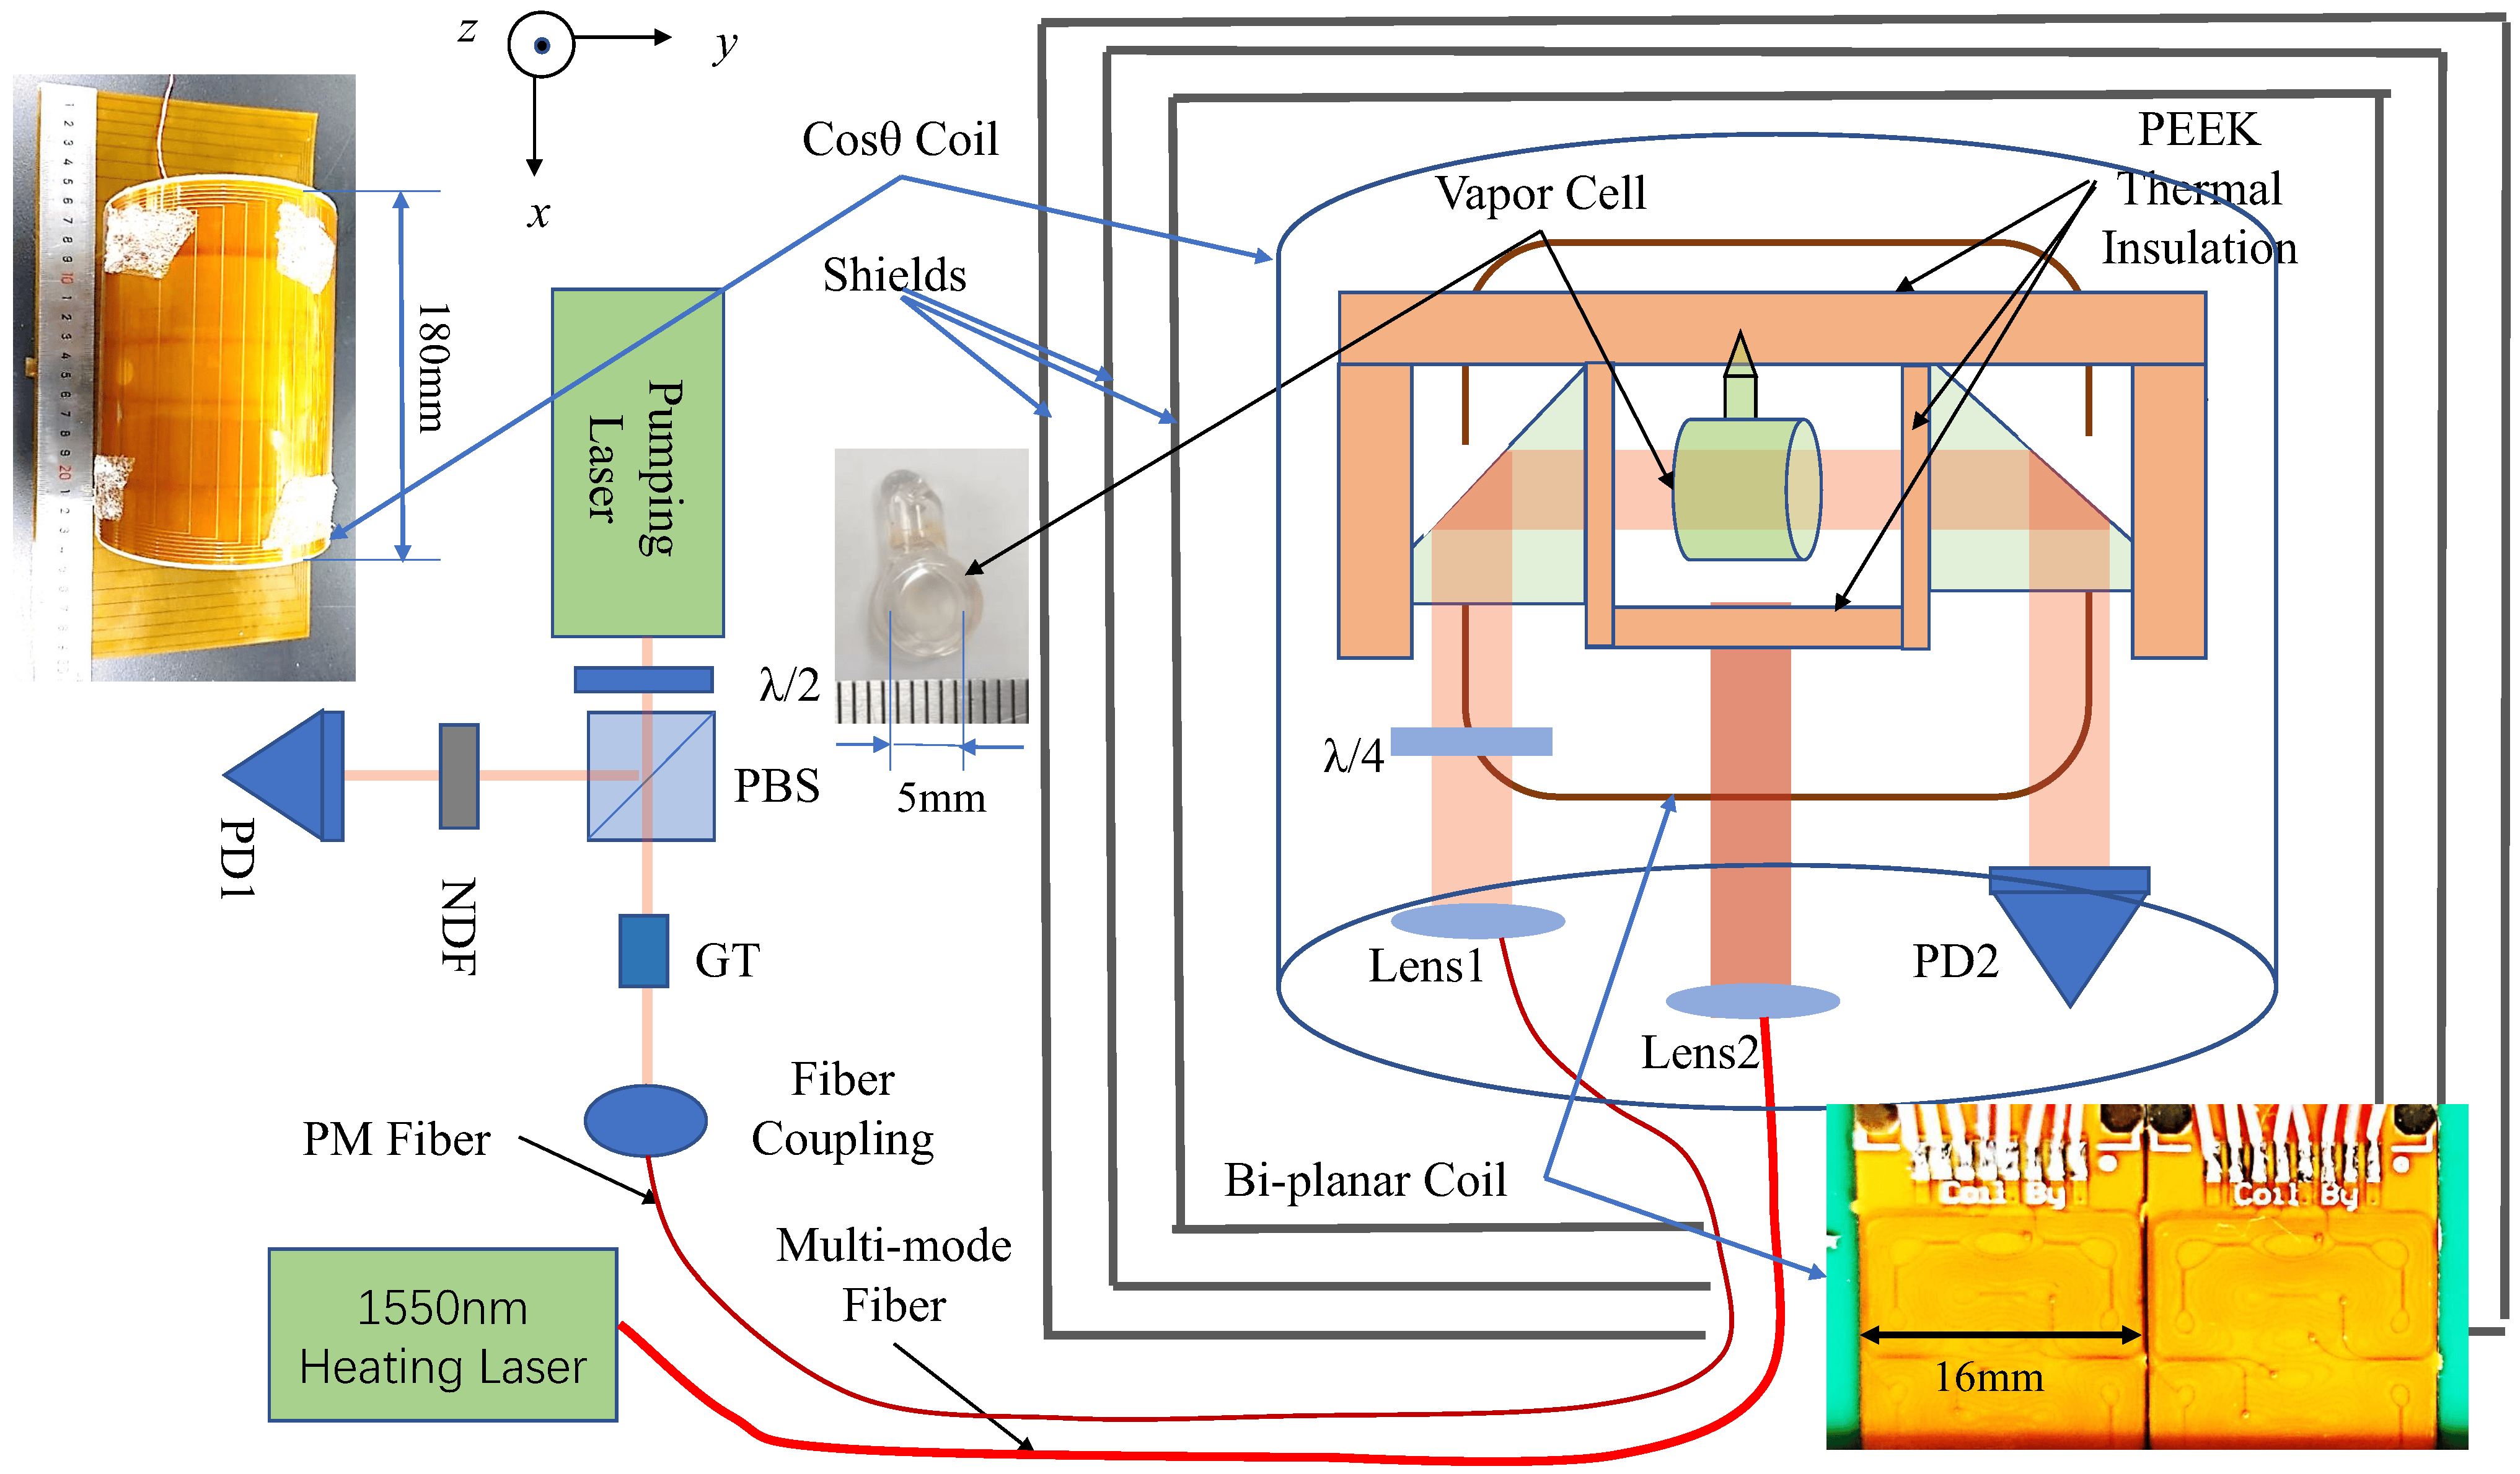 z
y
x
Cosθ Coil
Shields
180mm
Pumping
Laser
λ/2
PBS
PD1
NDF
GT
5mm
Fiber
Coupling
PM Fiber
Multi-mode
Fiber
1550nm
Heating Laser
PEEK
Thermal
Insulation
Vapor Cell
λ/4
Lens1
Lens2
PD2
Bi-planar Coil
Coil By
Coil By
16mm